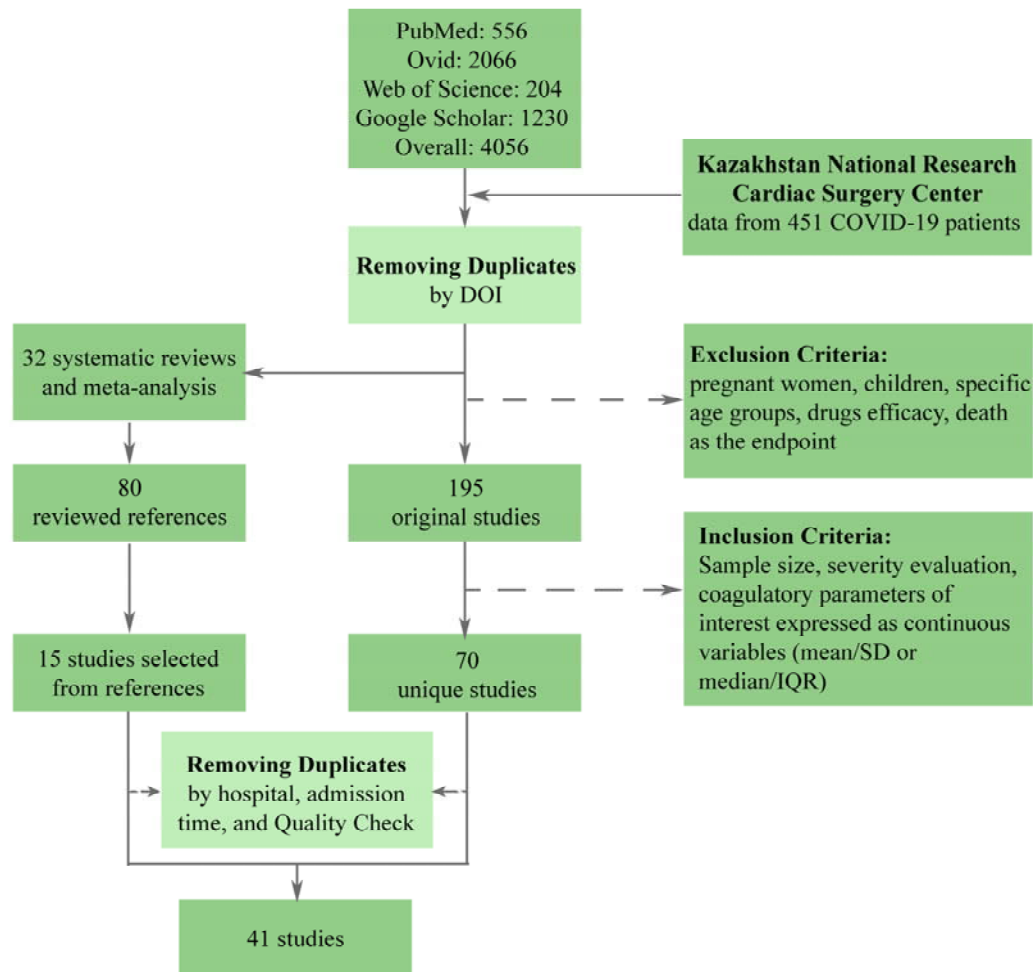 PubMed: 556
Ovid: 2066
Web of Science: 204
Google Scholar: 1230
Overall: 4056
Kazakhstan National Research
Cardiac Surgery Center
data from 451 COVID-19 patients
Removing Duplicates
by DOI
32 systematic reviews
and meta-analysis
Exclusion Criteria:
pregnant women, children, specific
age groups, drugs efficacy, death
as the endpoint
80
reviewed references
195
original studies
Inclusion Criteria:
Sample size, severity evaluation,
coagulatory parameters of
interest expressed as continuous
variables (mean/SD or
median/IQR)
15 studies selected
from references
70
unique studies
Removing Duplicates
by hospital, admission
time, and Quality Check
41 studies